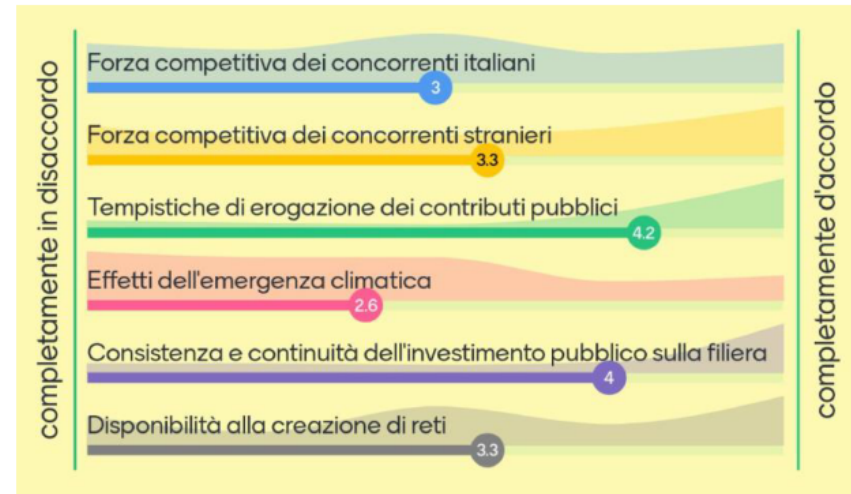 completamente in disaccordo
Forza competitiva dei concorrenti italiani
3
Forza competitiva dei concorrenti stranieri
3.3
Tempistiche di erogazione dei contributi pubblici
4.2
Effetti dell'emergenza climatica
2.6
Consistenza e continuità dell'investimento pubblico sulla filiera
4
Disponibilità alla creazione di reti
3.3
completamente d'accordo